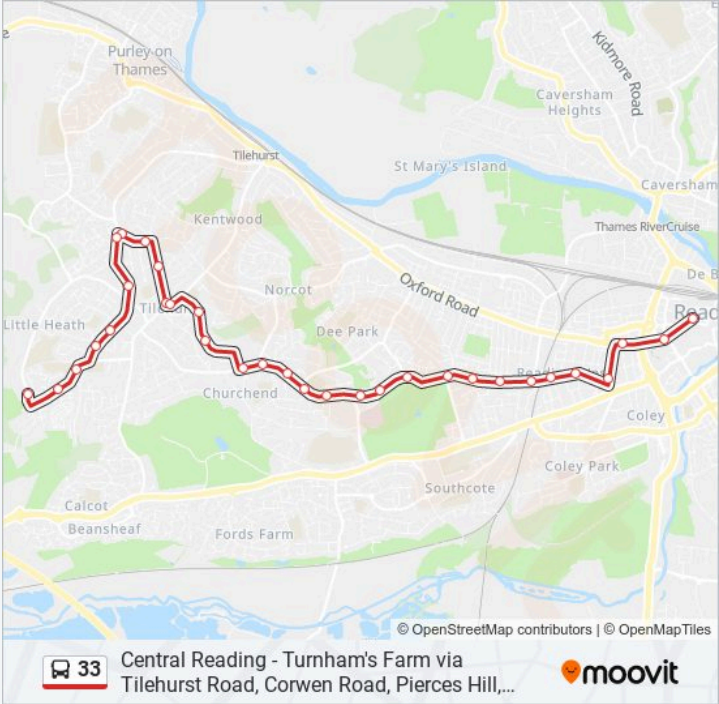 Purley on
Thames
Kidmore Road
Caversham
Heights
Tilehurst
St Mary's Island
Caversham
Kentwood
Thames RiverCruise
De B
Norcot
Oxford Road
Read
Little Heath
Dee Park
Churchend
Coley
Coley Park
Southcote
Calcot
Beansheaf
Fords Farm
© OpenStreetMap contributors | © OpenMapTiles
33
Central Reading - Turnham's Farm via
Tilehurst Road, Corwen Road, Pierces Hill,...
moovit